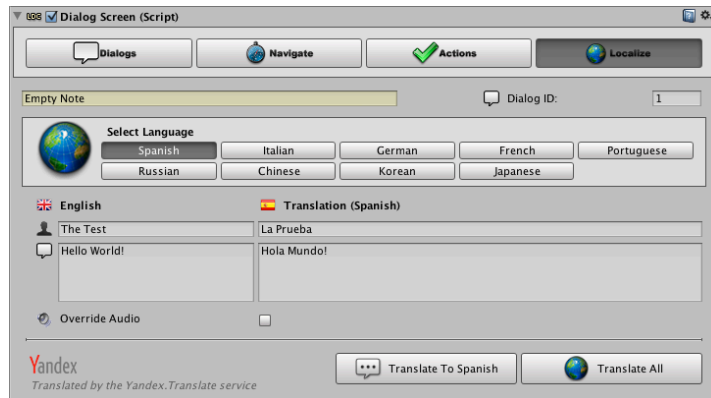 LDC Dialog Screen (Script)
Dialogs Navigate Actions Localize
Empty Note Dialog ID: 1
Select Language
Spanish Italian German French Portuguese
Russian Chinese Korean Japanese
English Translation (Spanish)
The Test La Prueba
Hello World! Hola Mundo!
Override Audio
Yandex
Translated by the Yandex.Translate service
Translate To Spanish Translate All